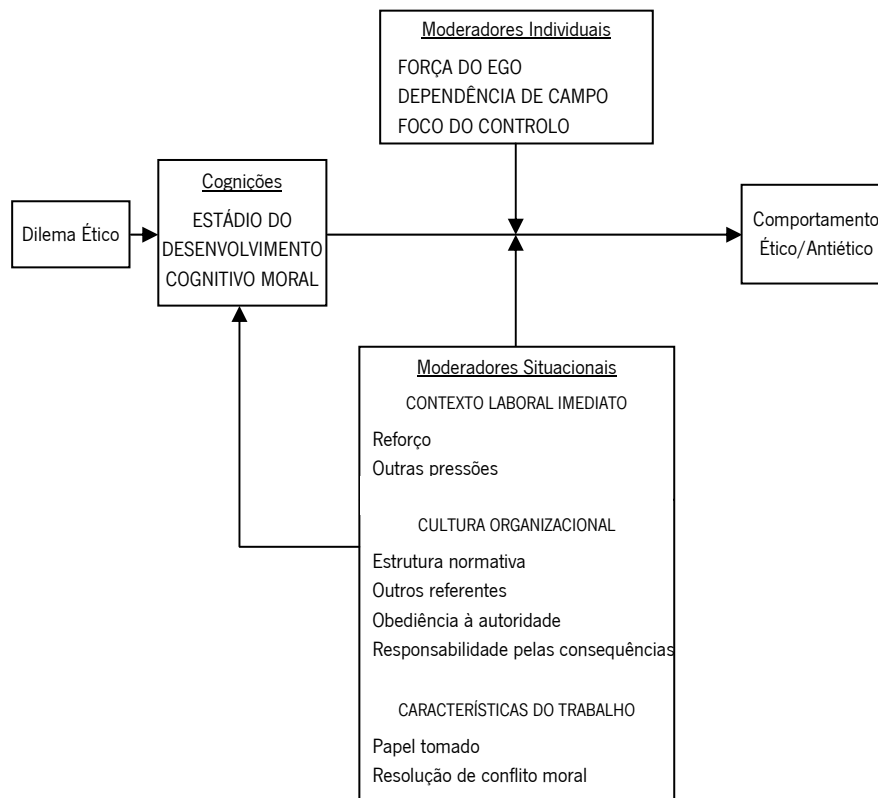 Moderadores Individuais
FORÇA DO EGO
DEPENDÊNCIA DE CAMPO
FOCO DO CONTROLO
Dilema Ético
Cognições
ESTÁDIO DO
DESENVOLVIMENTO
COGNITIVO MORAL
Comportamento
Ético/Antiético
Moderadores Situacionais
CONTEXTO LABORAL IMEDIATO
Reforço
Outras pressões
CULTURA ORGANIZACIONAL
Estrutura normativa
Outros referentes
Obediência à autoridade
Responsabilidade pelas consequências
CARACTERÍSTICAS DO TRABALHO
Papel tomado
Resolução de conflito moral